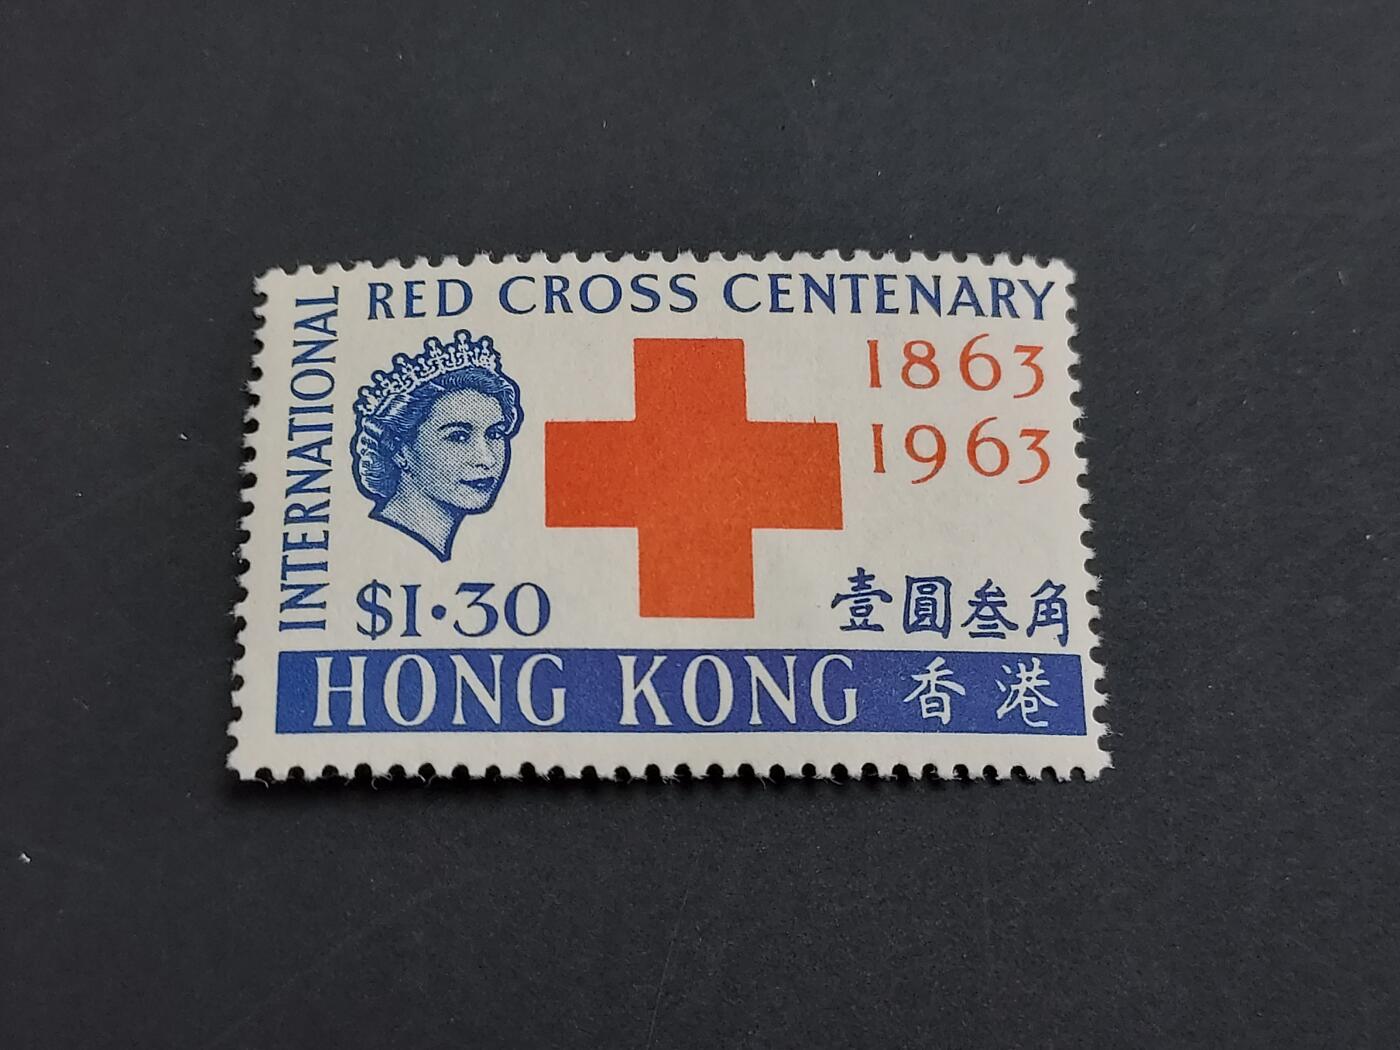 INTERNATIONAL
RED CROSS CENTENARY
1863
1963
$1·30
壹圓叁角
HONG KONG 香港